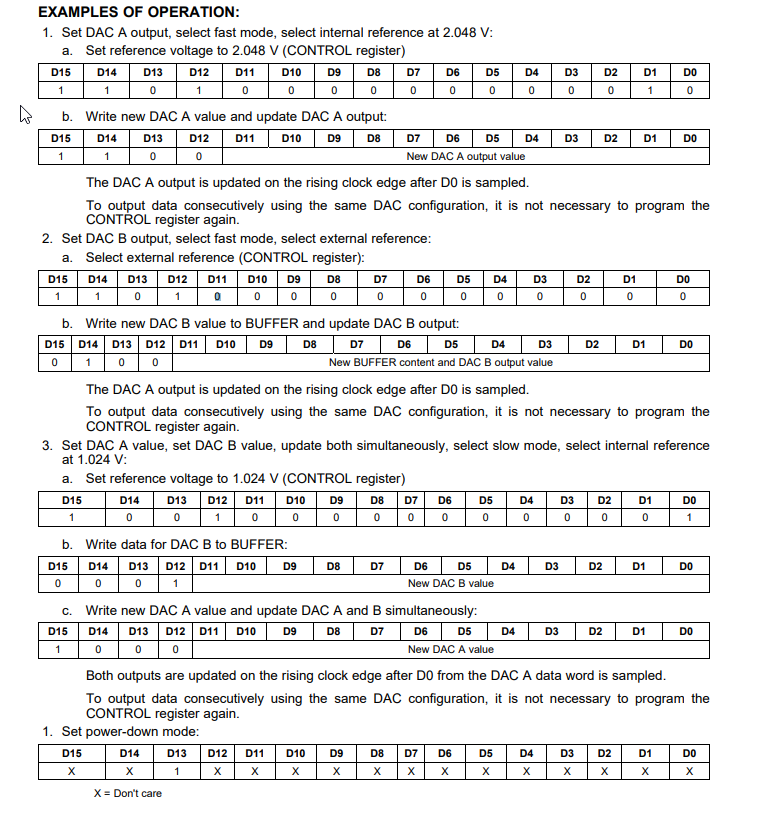 EXAMPLES OF OPERATION:
1. Set DAC A output, select fast mode, select internal reference at 2.048 V:
a. Set reference voltage to 2.048 V (CONTROL register)
D15 D14 D13 D12 D11 D10 D9 D8 D7 D6 D5 D4 D3 D2 D1 D0
1 1 0 1 0 0 0 0 0 0 0 0 0 0 1 0
b. Write new DAC A value and update DAC A output:
D15 D14 D13 D12 D11 D10 D9 D8 D7 D6 D5 D4 D3 D2 D1 D0
1 1 0 0 New DAC A output value
The DAC A output is updated on the rising clock edge after D0 is sampled.
To output data consecutively using the same DAC configuration, it is not necessary to program the
CONTROL register again.
2. Set DAC B output, select fast mode, select external reference:
a. Select external reference (CONTROL register):
D15 D14 D13 D12 D11 D10 D9 D8 D7 D6 D5 D4 D3 D2 D1 D0
1 1 0 1 0 0 0 0 0 0 0 0 0 0 0 0
b. Write new DAC B value to BUFFER and update DAC B output:
D15 D14 D13 D12 D11 D10 D9 D8 D7 D6 D5 D4 D3 D2 D1 D0
0 1 0 0 New BUFFER content and DAC B output value
The DAC A output is updated on the rising clock edge after D0 is sampled.
To output data consecutively using the same DAC configuration, it is not necessary to program the
CONTROL register again.
3. Set DAC A value, set DAC B value, update both simultaneously, select slow mode, select internal reference
at 1.024 V:
a. Set reference voltage to 1.024 V (CONTROL register)
D15 D14 D13 D12 D11 D10 D9 D8 D7 D6 D5 D4 D3 D2 D1 D0
1 0 0 1 0 0 0 0 0 0 0 0 0 0 0 1
b. Write data for DAC B to BUFFER:
D15 D14 D13 D12 D11 D10 D9 D8 D7 D6 D5 D4 D3 D2 D1 D0
0 0 0 1 New DAC B value
c. Write new DAC A value and update DAC A and B simultaneously:
D15 D14 D13 D12 D11 D10 D9 D8 D7 D6 D5 D4 D3 D2 D1 D0
1 0 0 0 New DAC A value
Both outputs are updated on the rising clock edge after D0 from the DAC A data word is sampled.
To output data consecutively using the same DAC configuration, it is not necessary to program the
CONTROL register again.
1. Set power-down mode:
D15 D14 D13 D12 D11 D10 D9 D8 D7 D6 D5 D4 D3 D2 D1 D0
X X 1 X X X X X X X X X X X X X
X = Don't care